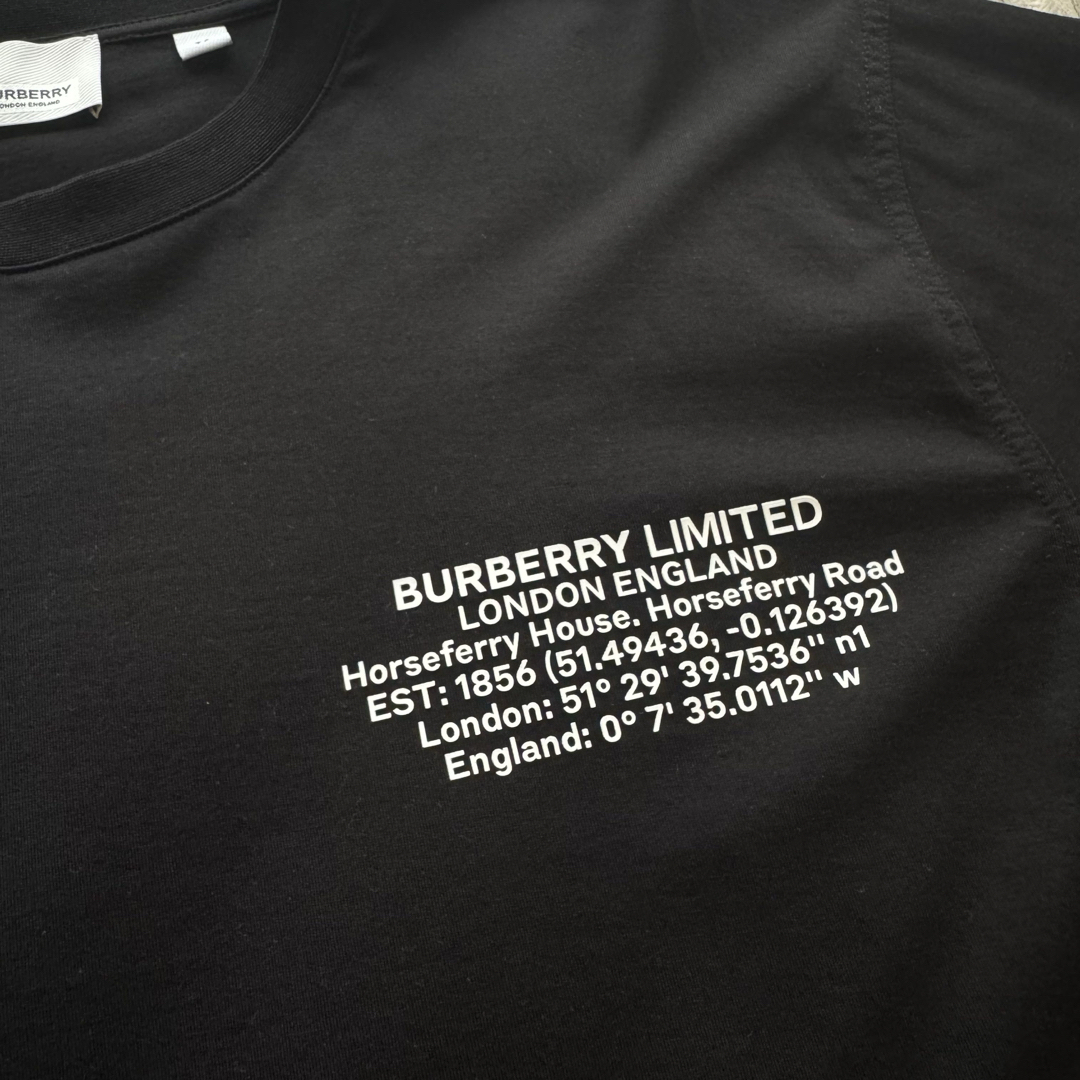 URBERRY
LONDON ENGLAND
BURBERRY LIMITED
LONDON ENGLAND
Horseferry House. Horseferry Road
EST: 1856 (51.49436, -0.126392)
London: 51° 29' 39.7536'' n1
England: 0° 7' 35.0112'' w